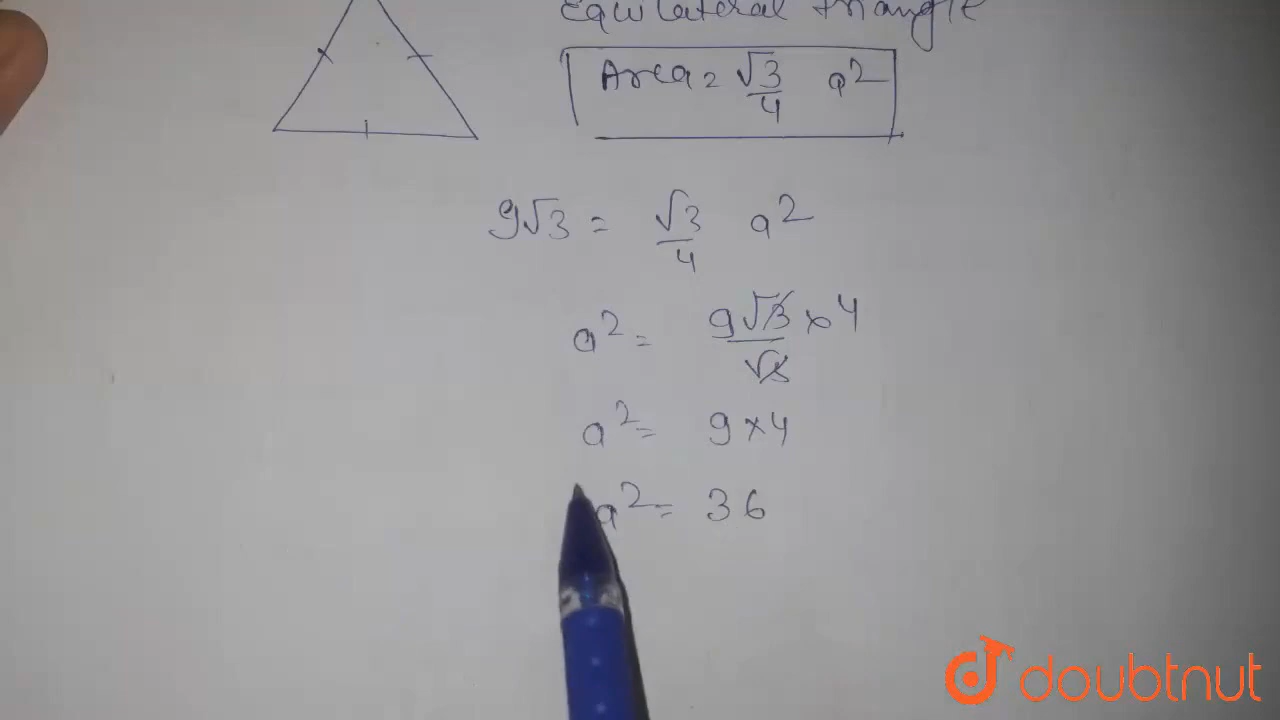 Equilateral triangle
Area = √3/4 a²
9√3 = √3/4 a²
a² = 9√3 × 4 / √3
a² = 9 × 4
a² = 36
doubtnut